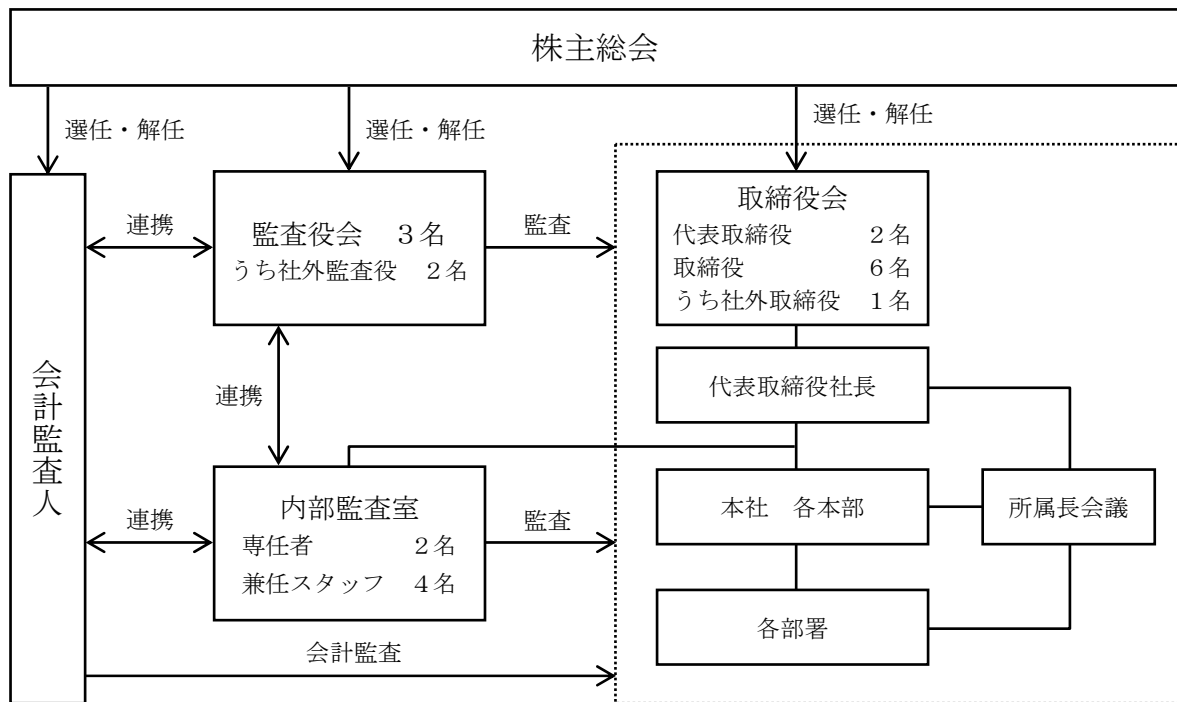 株主総会
選任・解任
選任・解任
選任・解任
会計監査人
連携
監査役会　３名
うち社外監査役　２名
監査
取締役会
代表取締役　２名
取締役　６名
うち社外取締役　１名
連携
代表取締役社長
連携
内部監査室
専任者　２名
兼任スタッフ　４名
監査
本社　各本部
所属長会議
各部署
会計監査